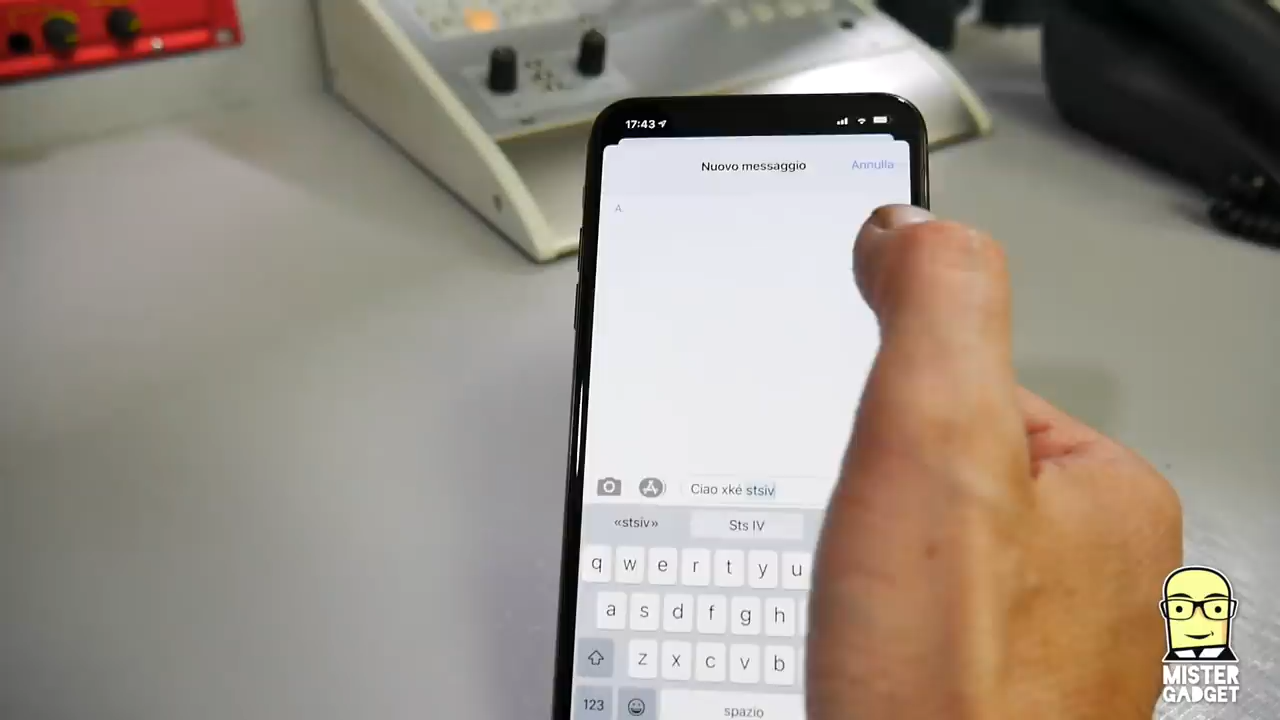 17:43
Nuovo messaggio
Annulla
A
Ciao xké stsiv
«stsiv»
Sts IV
q w e r t y u
a s d f g h
z x c v b
123
spazio
MISTER
GADGET